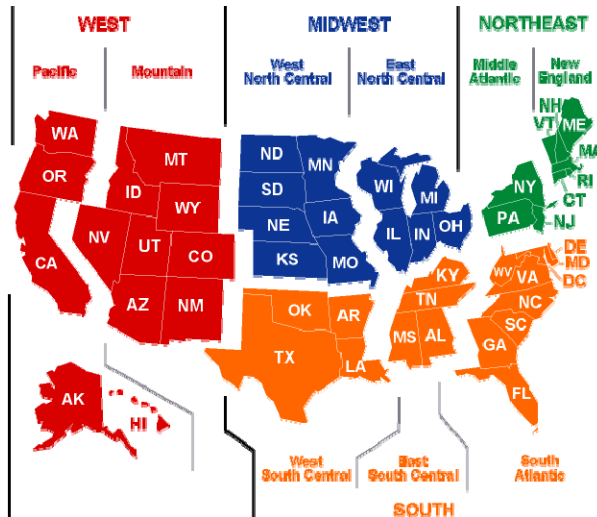 WEST
MIDWEST
NORTHEAST
Pacific
Mountain
West
North Central
East
North Central
Middle
Atlantic
New
England
WA
OR
CA
MT
ID
WY
NV
UT
CO
AZ
NM
AK
HI
ND
SD
NE
KS
MN
IA
MO
WI
MI
IL
IN
OH
NH
VT
ME
MA
RI
CT
NY
PA
NJ
OK
TX
AR
LA
KY
TN
MS
AL
DE
MD
DC
WV
VA
NC
SC
GA
FL
West
South Central
East
South Central
South
Atlantic
SOUTH